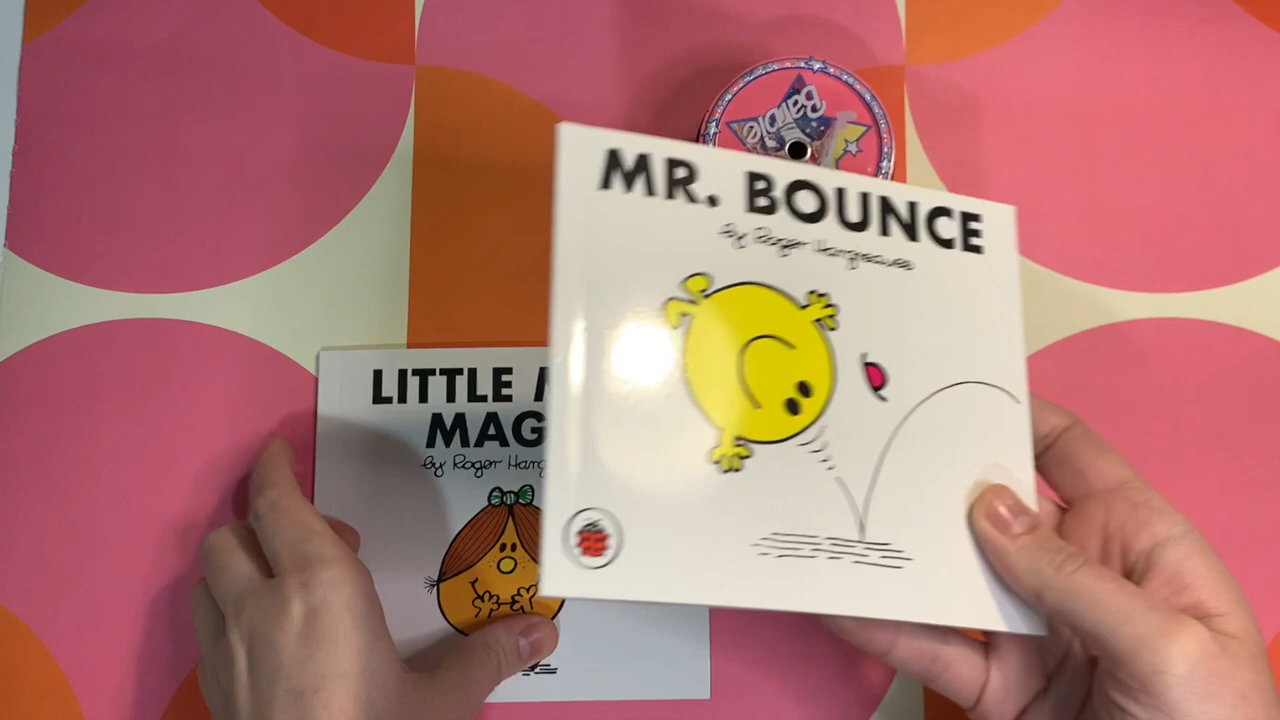 Barbie
MR. BOUNCE
by Roger Hargreaves
LITTLE
MAG
by Roger Harg